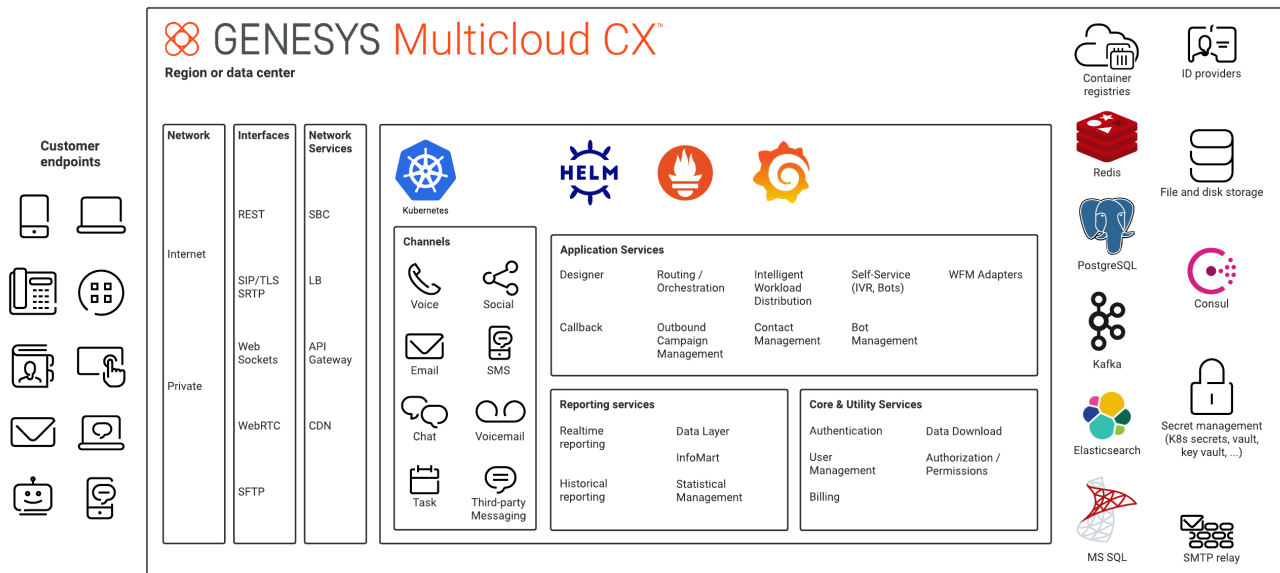 GENESYS Multicloud CX™
Region or data center
Customer
endpoints
Network
Internet
Private
Interfaces
REST
SIP/TLS
SRTP
Web
Sockets
WebRTC
SFTP
Network
Services
SBC
LB
API
Gateway
CDN
Kubernetes
HELM
Channels
Voice
Social
Email
SMS
Chat
Voicemail
Task
Third-party
Messaging
Application Services
Designer
Routing /
Orchestration
Intelligent
Workload
Distribution
Self-Service
(IVR, Bots)
WFM Adapters
Callback
Outbound
Campaign
Management
Contact
Management
Bot
Management
Reporting services
Realtime
reporting
Data Layer
InfoMart
Historical
reporting
Statistical
Management
Core & Utility Services
Authentication
Data Download
User
Management
Authorization /
Permissions
Billing
Container
registries
ID providers
Redis
File and disk storage
PostgreSQL
Consul
Kafka
Elasticsearch
Secret management
(K8s secrets, vault,
key vault, ...)
MS SQL
SMTP relay